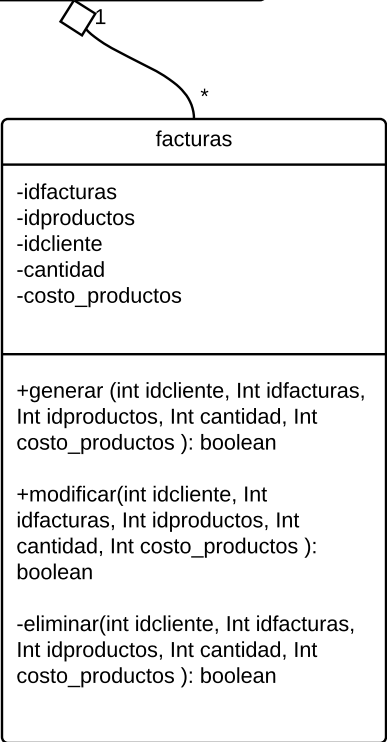 1
*
facturas
-idfacturas
-idproductos
-idcliente
-cantidad
-costo_productos
+generar (int idcliente, Int idfacturas,
Int idproductos, Int cantidad, Int
costo_productos ): boolean
+modificar(int idcliente, Int
idfacturas, Int idproductos, Int
cantidad, Int costo_productos ):
boolean
-eliminar(int idcliente, Int idfacturas,
Int idproductos, Int cantidad, Int
costo_productos ): boolean